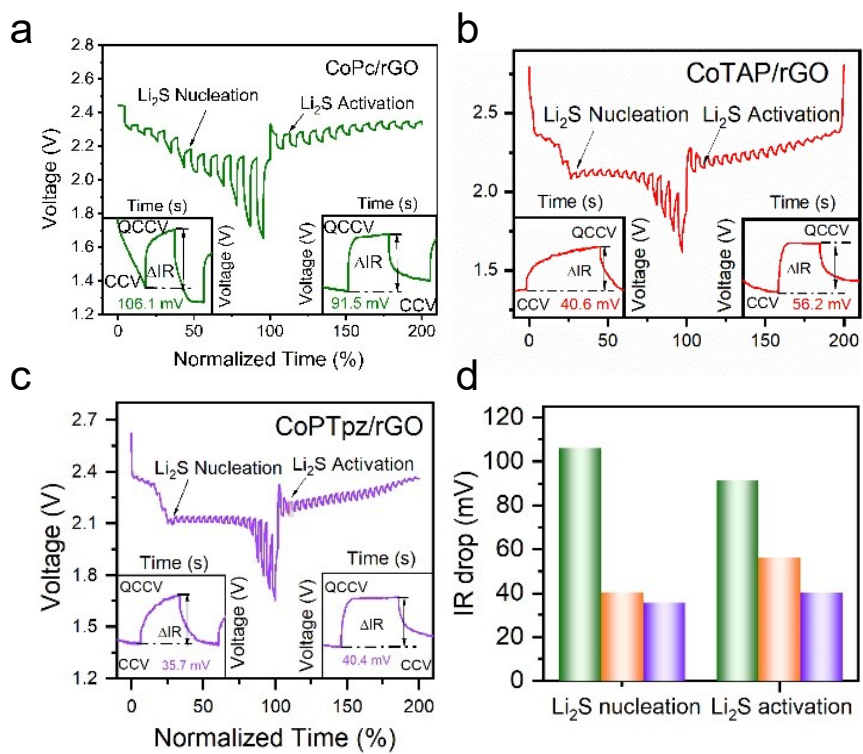 a
2.8
2.4
2.2
2.0
1.8
1.6
1.4
1.2
Voltage (V)
CoPc/rGO
Li₂S Nucleation
Li₂S Activation
Time (s)
QCCV
CCV
ΔIR
106.1 mV
Voltage (V)
Time (s)
QCCV
ΔIR
CCV
91.5 mV
Voltage (V)
0
50
100
150
200
Normalized Time (%)
b
2.5
2.0
1.5
Voltage (V)
CoTAP/rGO
Li₂S Nucleation
Li₂S Activation
Time (s)
QCCV
ΔIR
CCV
40.6 mV
Voltage (V)
Time (s)
QCCV
ΔIR
CCV
56.2 mV
0
50
100
150
200
c
2.7
2.4
2.1
1.8
1.5
1.2
Voltage (V)
CoPTpz/rGO
Li₂S Nucleation
Li₂S Activation
Time (s)
QCCV
ΔIR
CCV
35.7 mV
Voltage (V)
Time (s)
QCCV
ΔIR
40.4 mV
CCV
0
50
100
150
200
Normalized Time (%)
d
120
100
80
60
40
20
0
IR drop (mV)
Li₂S nucleation
Li₂S activation